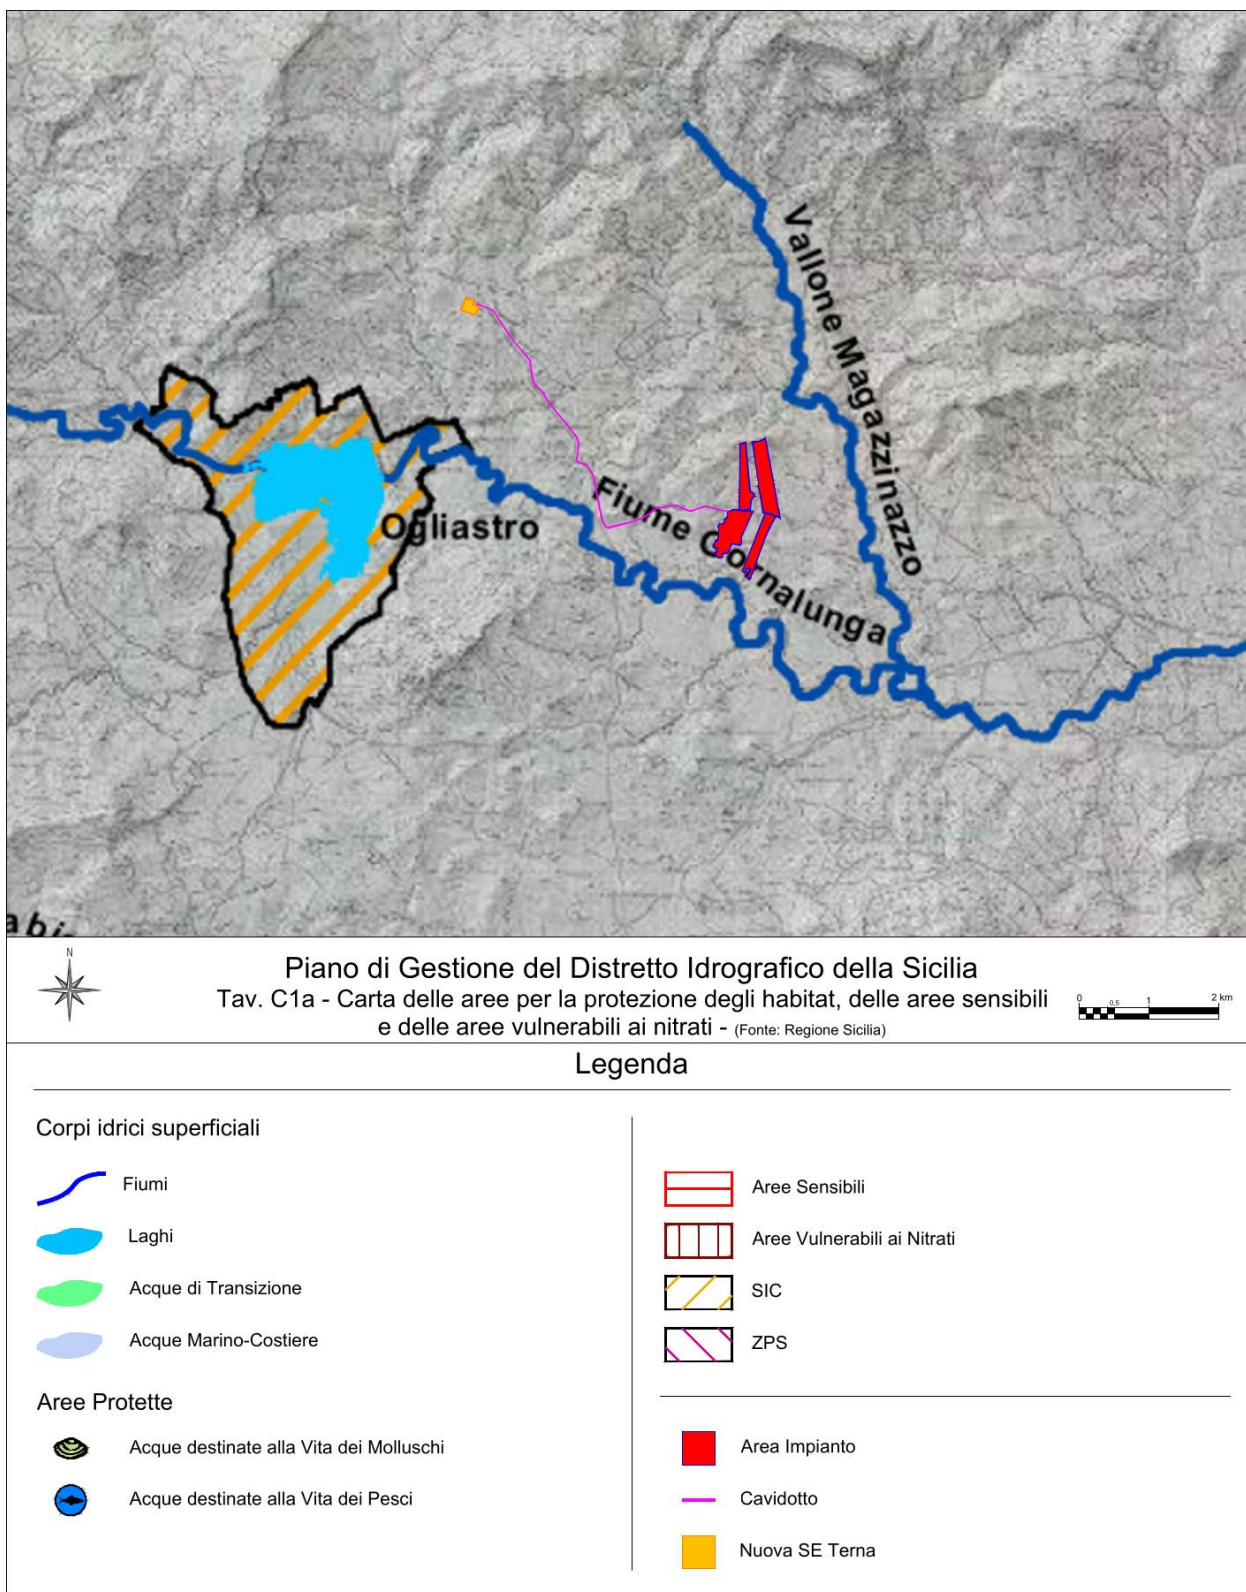 Vallone Magazzinazzo
Fiume Gornalunga
Ogliastro
abi
N
Piano di Gestione del Distretto Idrografico della Sicilia
Tav. C1a - Carta delle aree per la protezione degli habitat, delle aree sensibili
e delle aree vulnerabili ai nitrati - (Fonte: Regione Sicilia)
0 0,5 1 2 km
Legenda
Corpi idrici superficiali
Fiumi
Laghi
Acque di Transizione
Acque Marino-Costiere
Aree Protette
Acque destinate alla Vita dei Molluschi
Acque destinate alla Vita dei Pesci
Aree Sensibili
Aree Vulnerabili ai Nitrati
SIC
ZPS
Area Impianto
Cavidotto
Nuova SE Terna